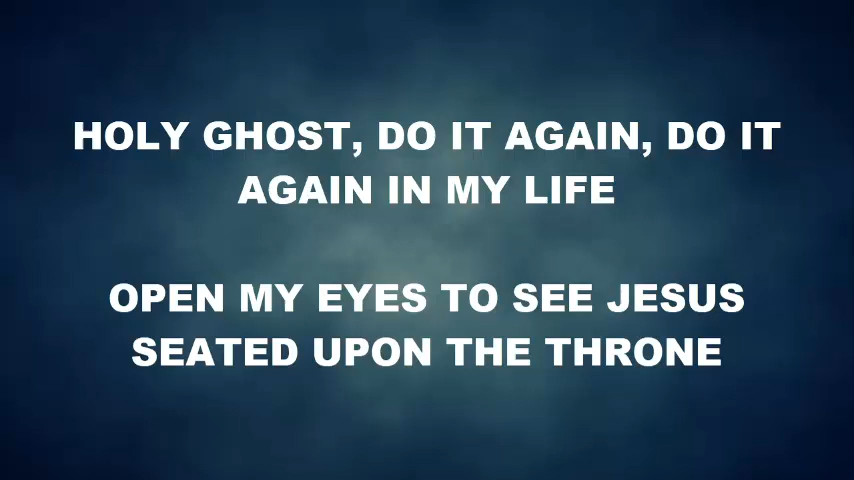 HOLY GHOST, DO IT AGAIN, DO IT
AGAIN IN MY LIFE
OPEN MY EYES TO SEE JESUS
SEATED UPON THE THRONE